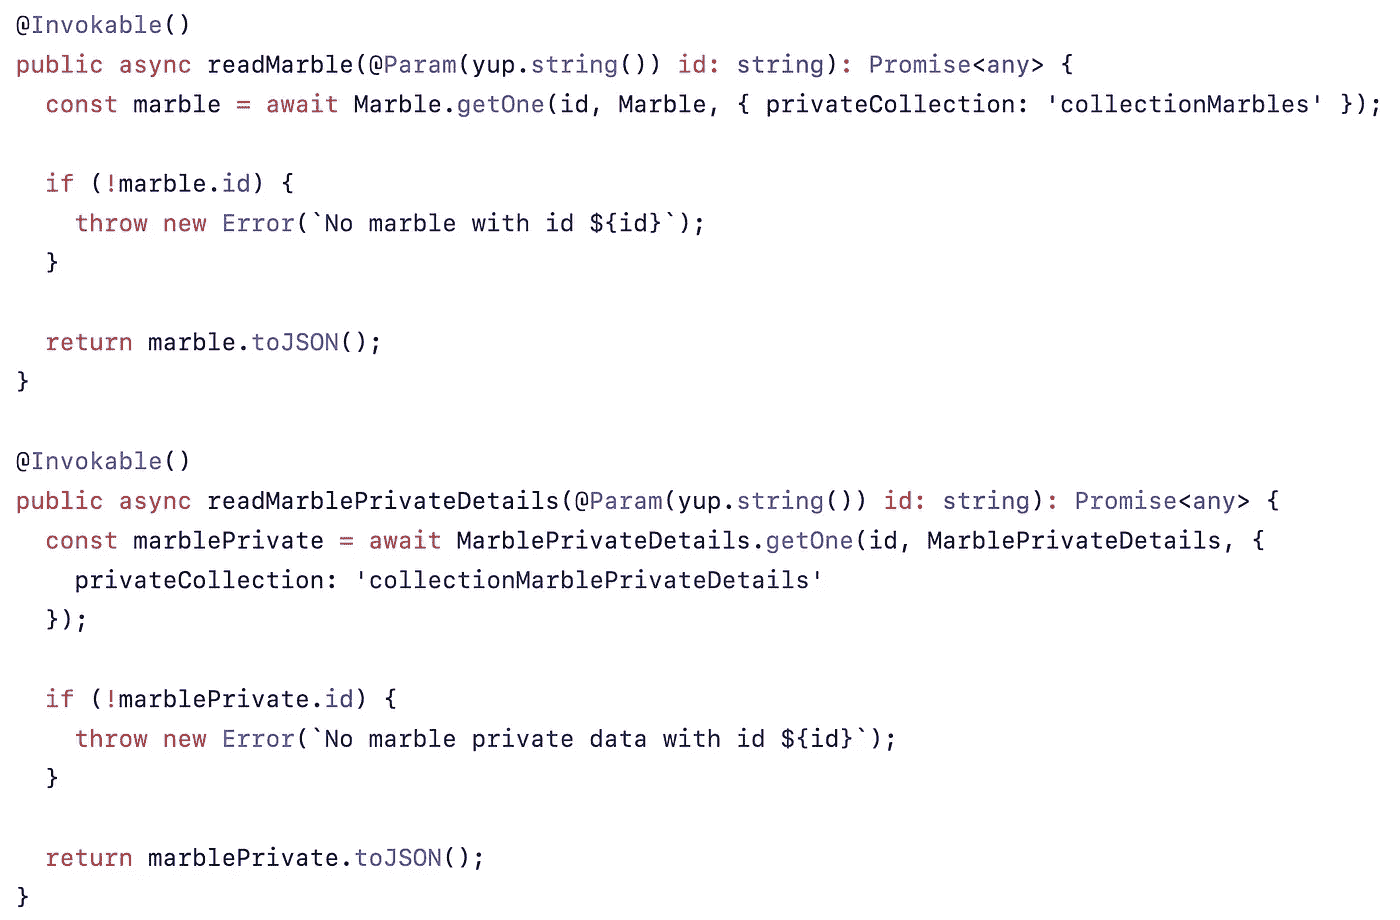 @Invokable()
public async readMarble(@Param(yup.string()) id: string): Promise<any> {
  const marble = await Marble.getOne(id, Marble, { privateCollection: 'collectionMarbles' });

  if (!marble.id) {
    throw new Error(`No marble with id ${id}`);
  }

  return marble.toJSON();
}

@Invokable()
public async readMarblePrivateDetails(@Param(yup.string()) id: string): Promise<any> {
  const marblePrivate = await MarblePrivateDetails.getOne(id, MarblePrivateDetails, {
    privateCollection: 'collectionMarblePrivateDetails'
  });

  if (!marblePrivate.id) {
    throw new Error(`No marble private data with id ${id}`);
  }

  return marblePrivate.toJSON();
}